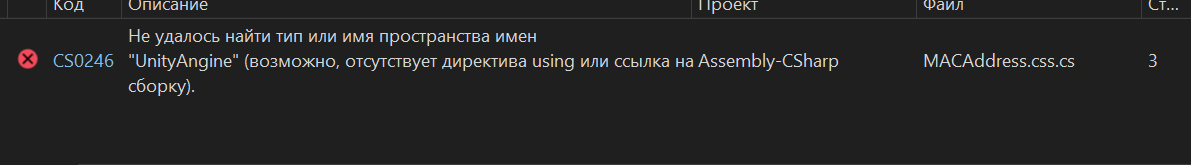 Код Описание Проект Файл Ст...
Не удалось найти тип или имя пространства имен
CS0246 "UnityAngine" (возможно, отсутствует директива using или ссылка на Assembly-CSharp MACAddress.css.cs 3
сборку).